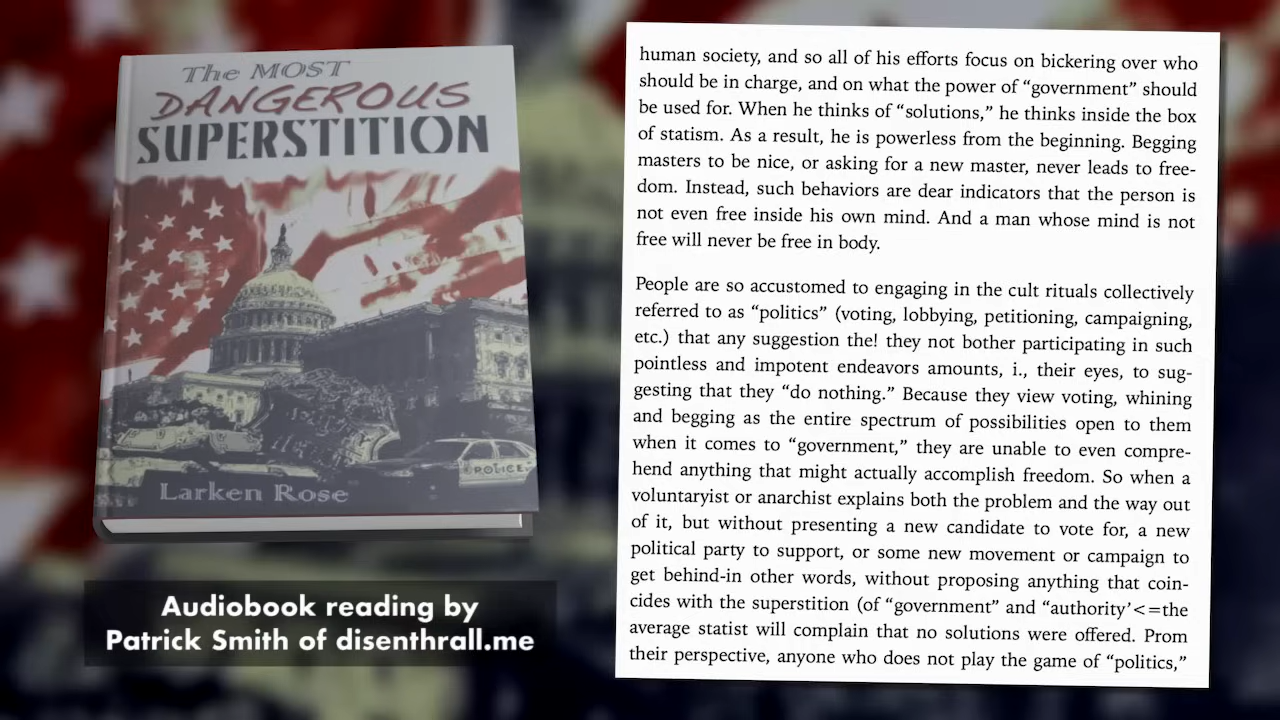 The MOST
DANGEROUS
SUPERSTITION
POLICE
Larken Rose
Audiobook reading by
Patrick Smith of disenthrall.me
human society, and so all of his efforts focus on bickering over who
should be in charge, and on what the power of “government” should
be used for. When he thinks of “solutions,” he thinks inside the box
of statism. As a result, he is powerless from the beginning. Begging
masters to be nice, or asking for a new master, never leads to free-
dom. Instead, such behaviors are dear indicators that the person is
not even free inside his own mind. And a man whose mind is not
free will never be free in body.
People are so accustomed to engaging in the cult rituals collectively
referred to as “politics” (voting, lobbying, petitioning, campaigning,
etc.) that any suggestion the! they not bother participating in such
pointless and impotent endeavors amounts, i., their eyes, to sug-
gesting that they “do nothing.” Because they view voting, whining
and begging as the entire spectrum of possibilities open to them
when it comes to “government,” they are unable to even compre-
hend anything that might actually accomplish freedom. So when a
voluntaryist or anarchist explains both the problem and the way out
of it, but without presenting a new candidate to vote for, a new
political party to support, or some new movement or campaign to
get behind-in other words, without proposing anything that coin-
cides with the superstition (of “government” and “authority’<=the
average statist will complain that no solutions were offered. Prom
their perspective, anyone who does not play the game of “politics,”